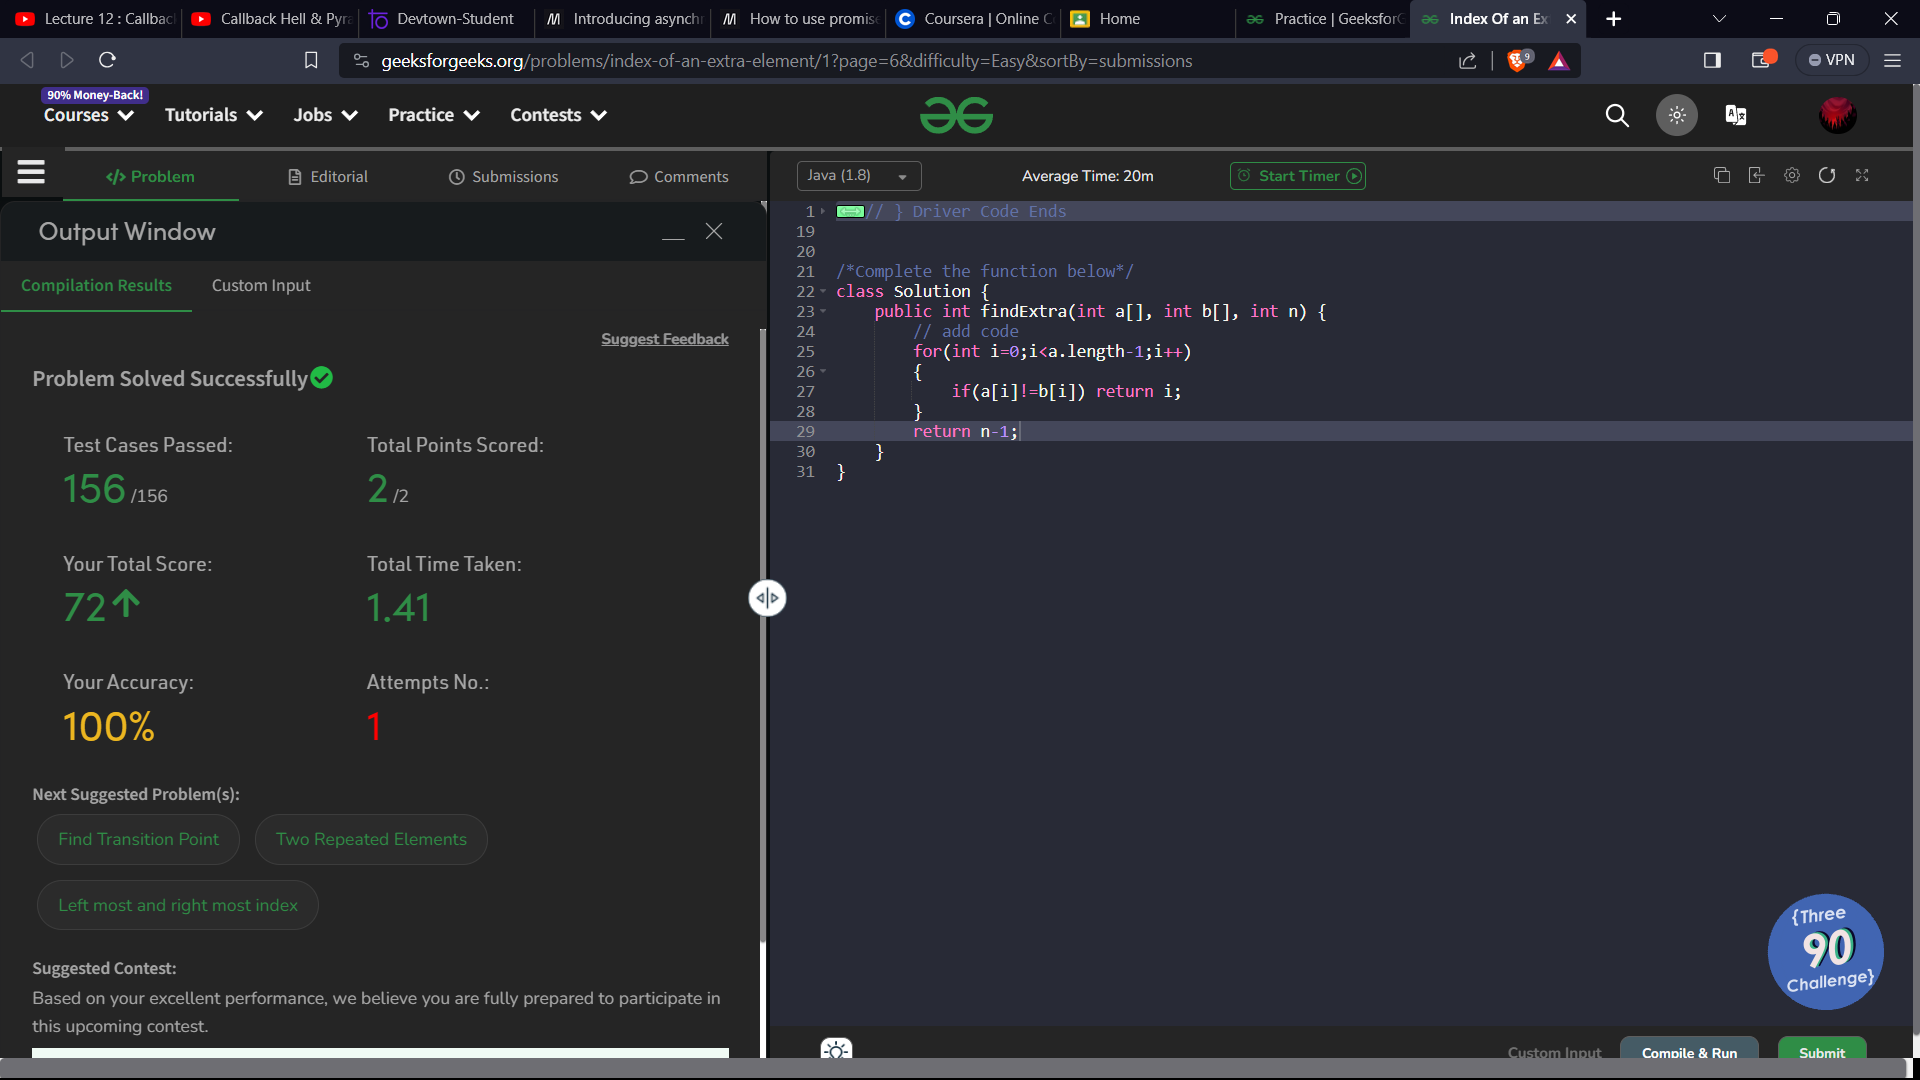 Lecture 12 : Callbac
Callback Hell & Pyra
Devtown-Student
Introducing asynchr
How to use promise
Coursera | Online C
Home
Practice | GeeksforG
Index Of an Ex
geeksforgeeks.org/problems/index-of-an-extra-element/1?page=6&difficulty=Easy&sortBy=submissions
9
VPN
90% Money-Back!
Courses
Tutorials
Jobs
Practice
Contests
</> Problem
Editorial
Submissions
Comments
Java (1.8)
Average Time: 20m
Start Timer
Output Window
Compilation Results
Custom Input
Suggest Feedback
Problem Solved Successfully
Test Cases Passed:
Total Points Scored:
156 /156
2 /2
Your Total Score:
Total Time Taken:
72
1.41
Your Accuracy:
Attempts No.:
100%
1
Next Suggested Problem(s):
Find Transition Point
Two Repeated Elements
Left most and right most index
Suggested Contest:
Based on your excellent performance, we believe you are fully prepared to participate in
this upcoming contest.
1 // } Driver Code Ends
19
20
21 /*Complete the function below*/
22 class Solution {
23 public int findExtra(int a[], int b[], int n) {
24 // add code
25 for(int i=0;i<a.length-1;i++)
26 {
27 if(a[i]!=b[i]) return i;
28 }
29 return n-1;
30 }
31 }
{Three
90
Challenge}
Custom Input
Compile & Run
Submit